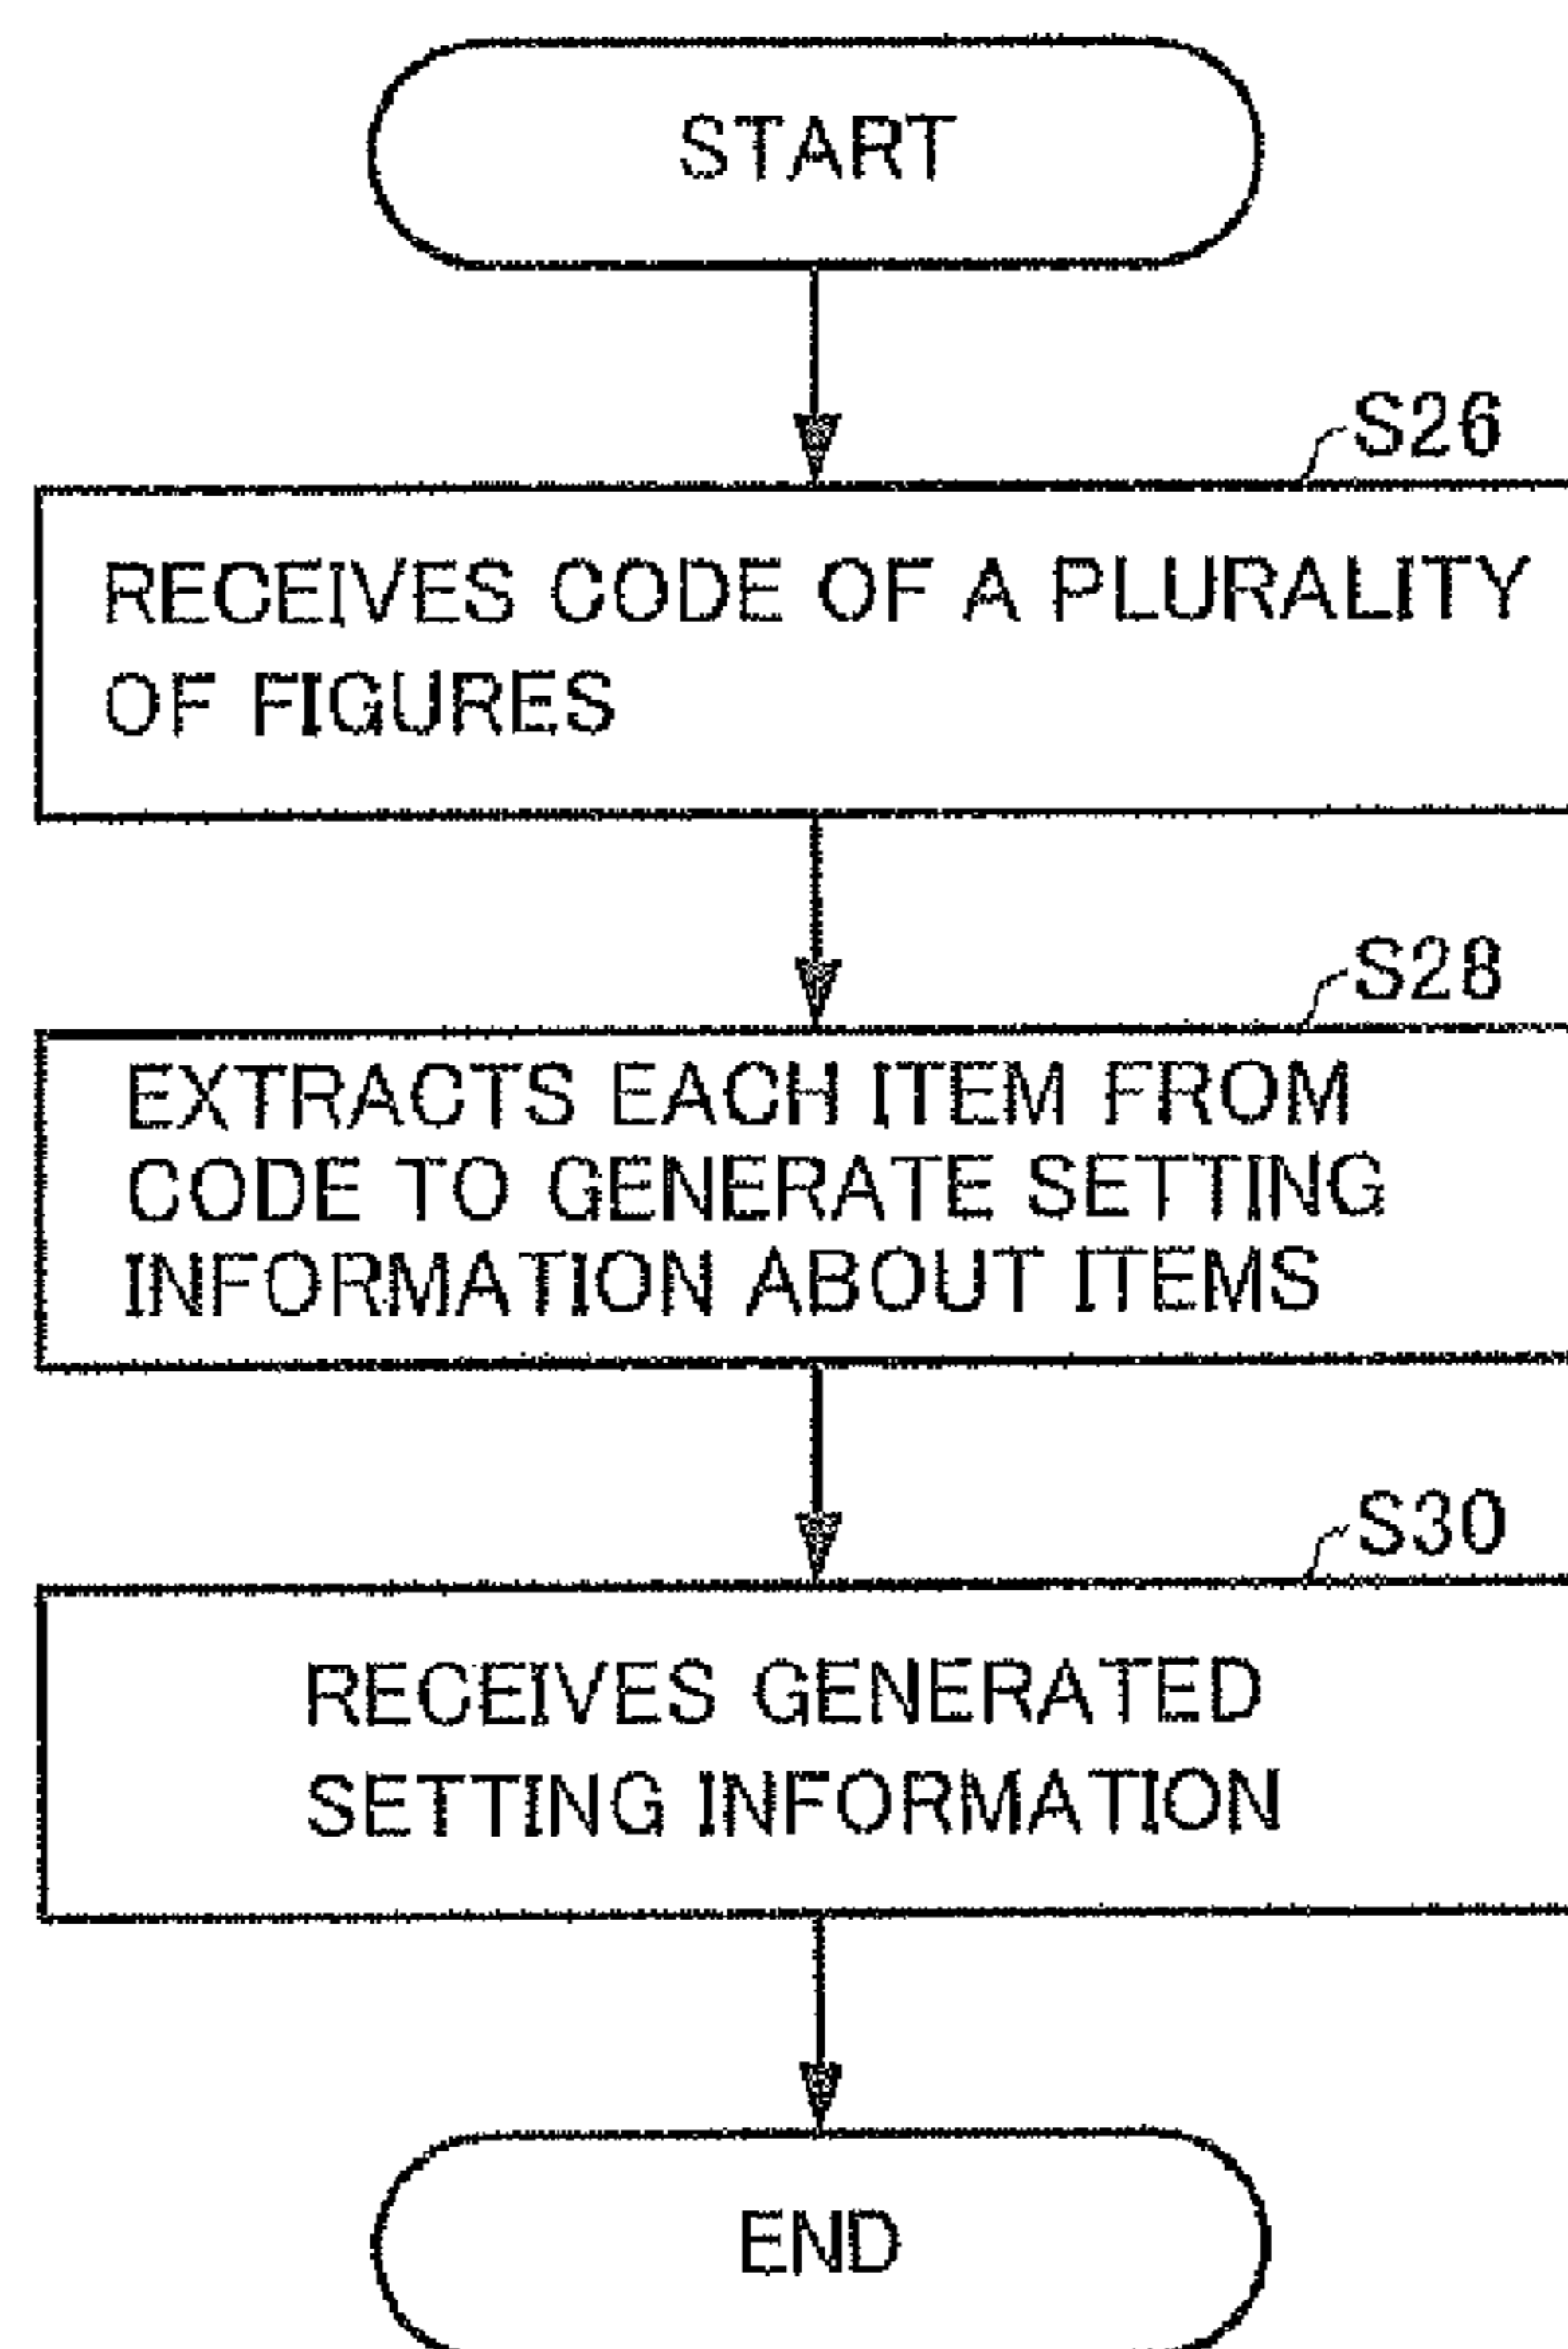 START
S26
RECEIVES CODE OF A PLURALITY
OF FIGURES
S28
EXTRACTS EACH ITEM FROM
CODE TO GENERATE SETTING
INFORMATION ABOUT ITEMS
S30
RECEIVES GENERATED
SETTING INFORMATION
END